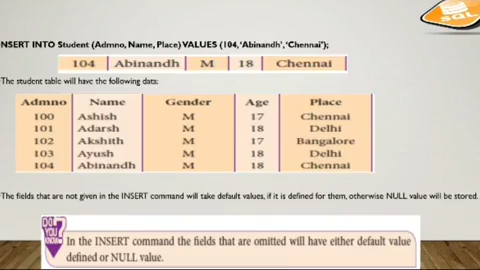 SQL
NSERT INTO Student (Admno, Name, Place) VALUES (104, 'Abinandh', 'Chennai');
104 Abinandh M 18 Chennai
The student table will have the following data:
Admno Name Gender Age Place
100 Ashish M 17 Chennai
101 Adarsh M 18 Delhi
102 Akshith M 17 Bangalore
103 Ayush M 18 Delhi
104 Abinandh M 18 Chennai
The fields that are not given in the INSERT command will take default values, if it is defined for them, otherwise NULL value will be stored.
DO YOU KNOW?
In the INSERT command the fields that are omitted will have either default value
defined or NULL value.